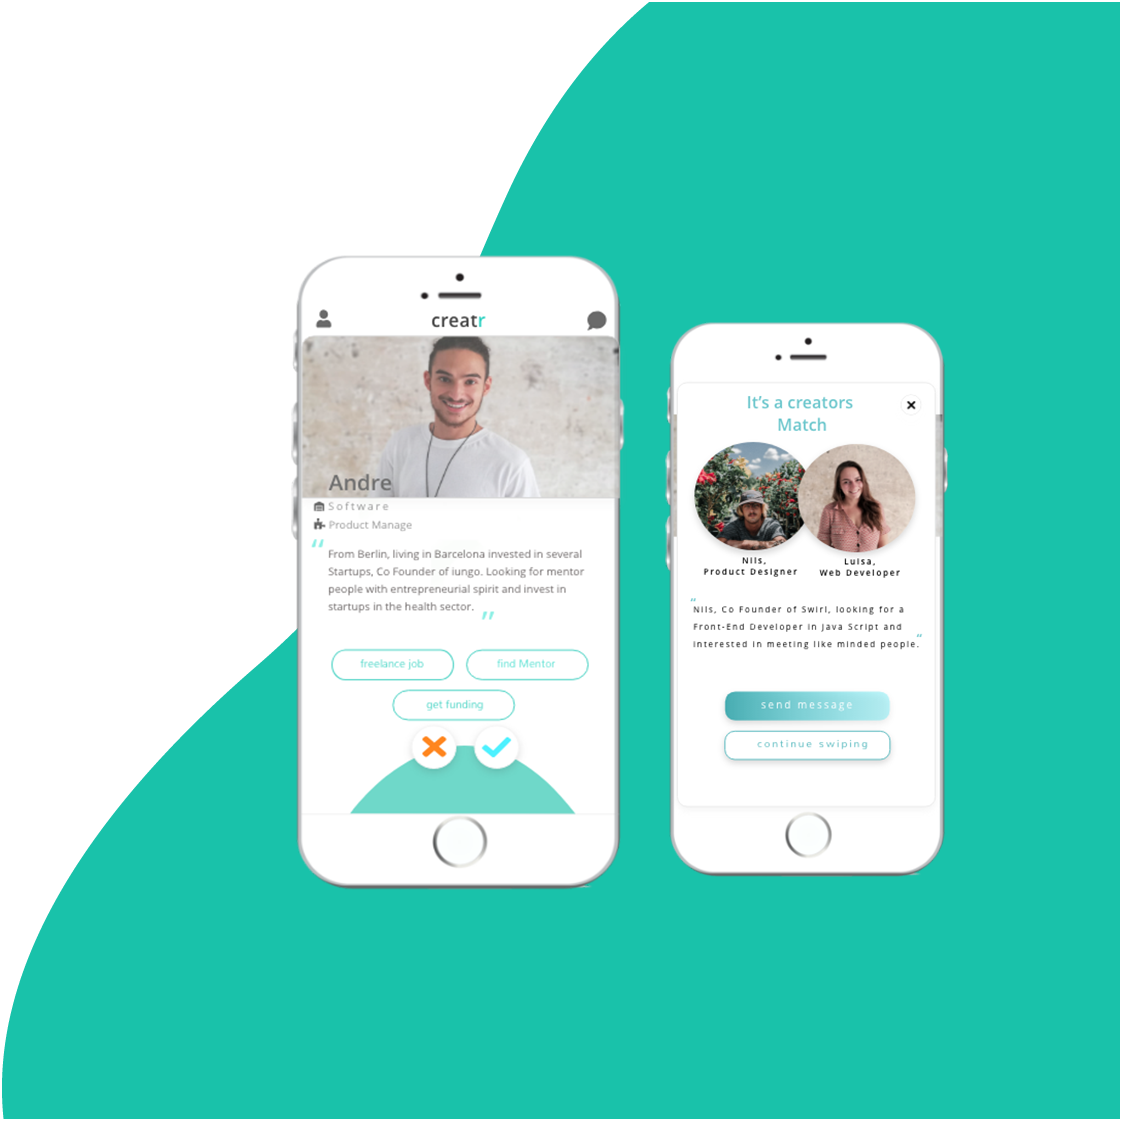 creatr
Andre
Software
Product Manage
“
From Berlin, living in Barcelona invested in several
Startups, Co Founder of iungo. Looking for mentor
people with entrepreneurial spirit and invest in
startups in the health sector.
”
freelance job
find Mentor
get funding
It’s a creators
Match
Nils,
Product Designer
Luisa,
Web Developer
“
Nils, Co Founder of Swirl, looking for a
Front-End Developer in Java Script and
interested in meeting like minded people.
“
send message
continue swiping